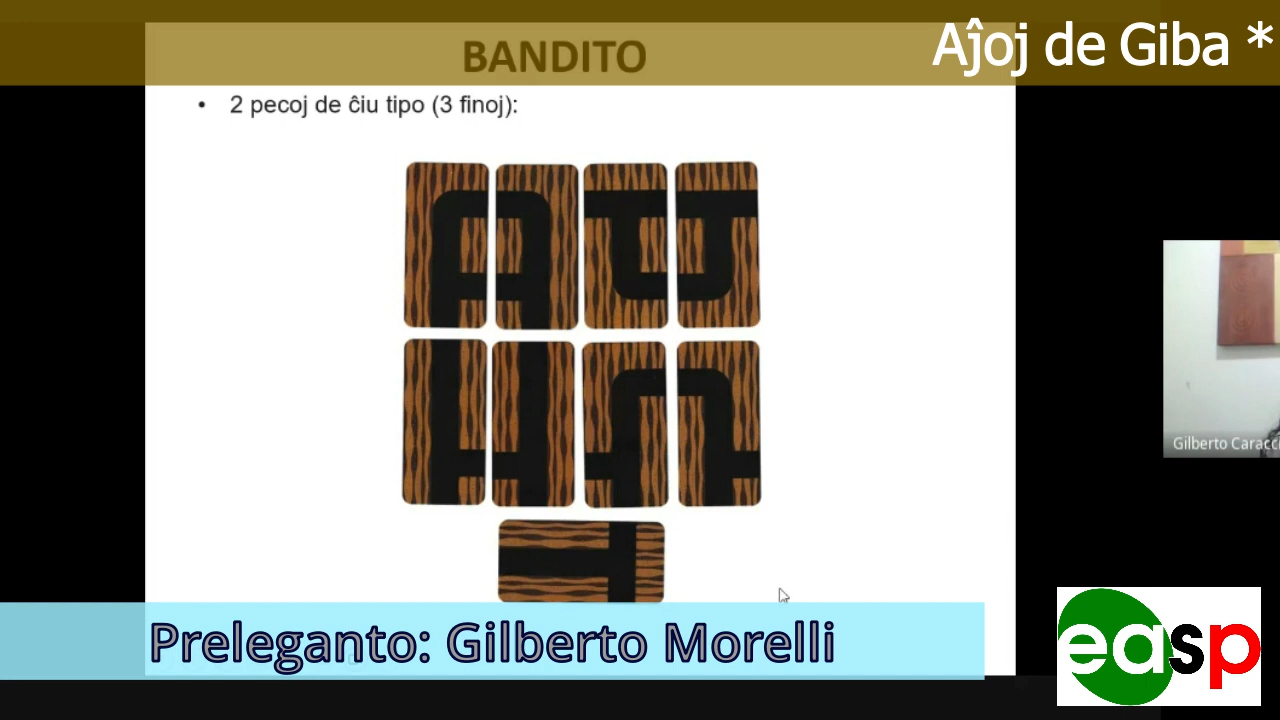 Aĵoj de Giba *
BANDITO
• 2 pecoj de ĉiu tipo (3 finoj):
Gilberto Caracci
Preleganto: Gilberto Morelli
easp